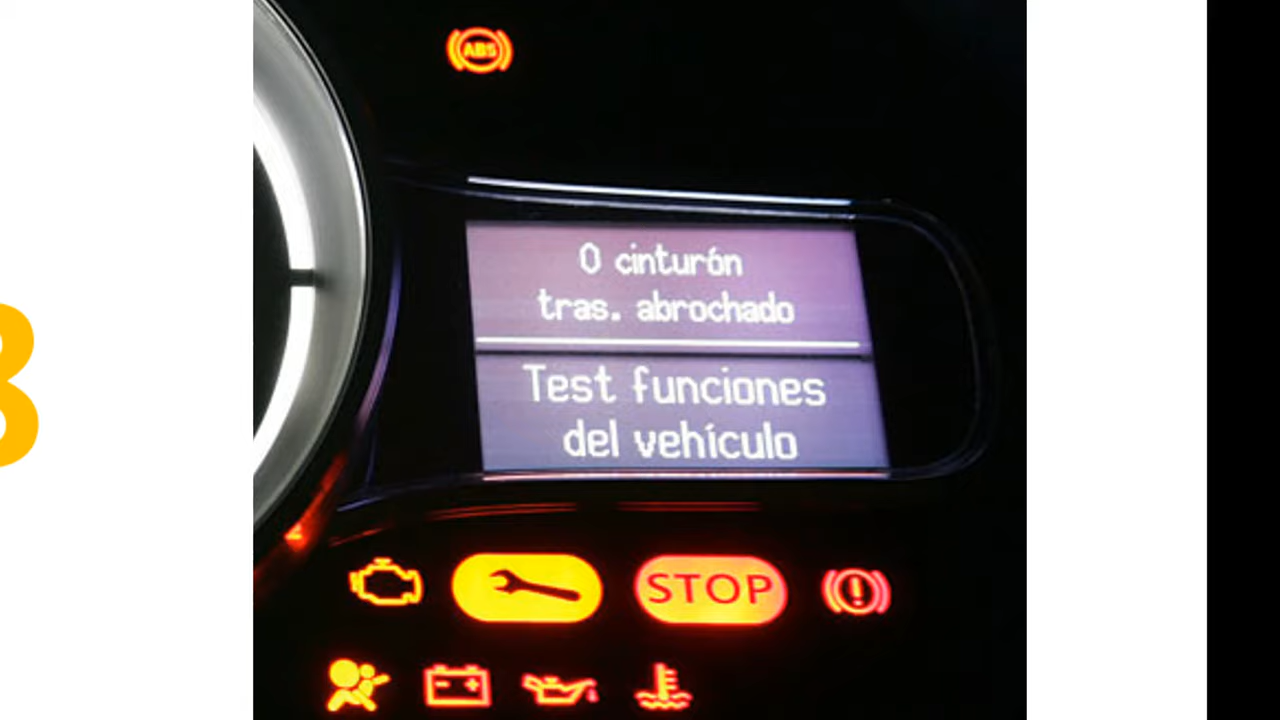 ABS
0 cinturón
tras. abrochado
Test funciones
del vehículo
STOP